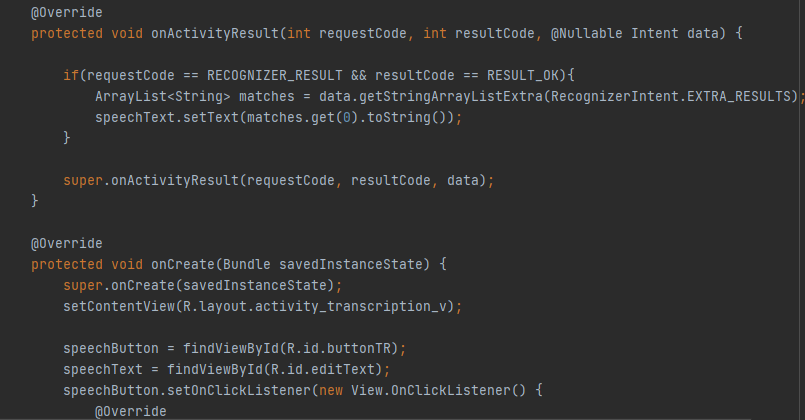 @Override
protected void onActivityResult(int requestCode, int resultCode, @Nullable Intent data) {
if(requestCode == RECOGNIZER_RESULT && resultCode == RESULT_OK){
ArrayList<String> matches = data.getStringArrayListExtra(RecognizerIntent.EXTRA_RESULTS);
speechText.setText(matches.get(0).toString());
}
super.onActivityResult(requestCode, resultCode, data);
}
@Override
protected void onCreate(Bundle savedInstanceState) {
super.onCreate(savedInstanceState);
setContentView(R.layout.activity_transcription_v);
speechButton = findViewById(R.id.buttonTR);
speechText = findViewById(R.id.editText);
speechButton.setOnClickListener(new View.OnClickListener() {
@Override